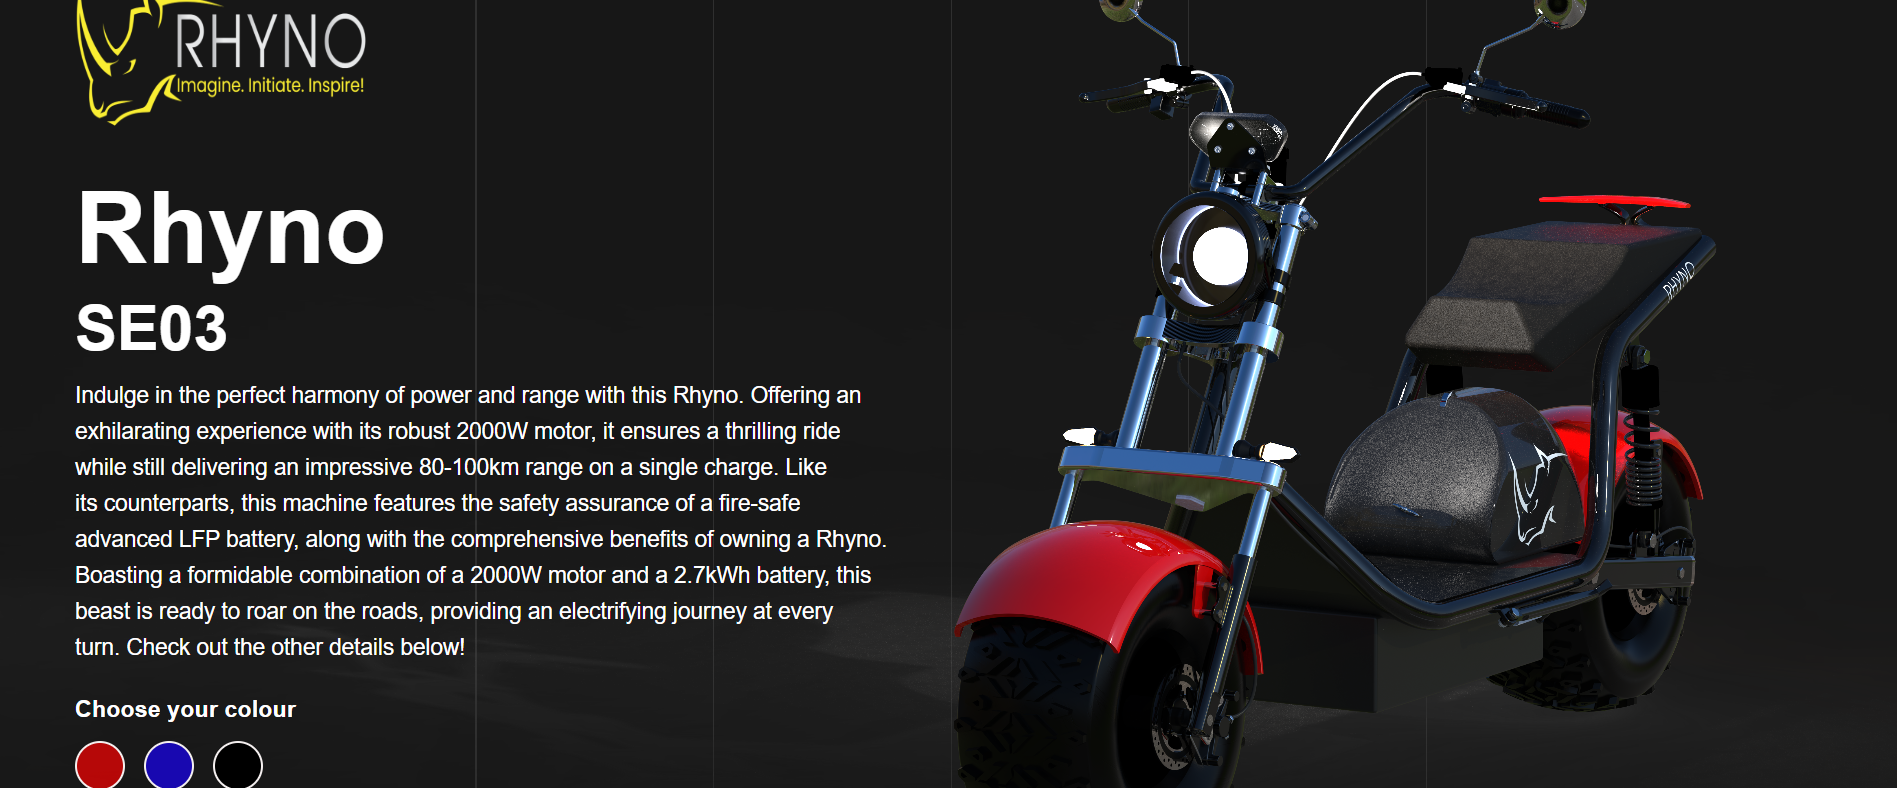 RHYNO
Imagine. Initiate. Inspire!
Rhyno
SE03
Indulge in the perfect harmony of power and range with this Rhyno. Offering an
exhilarating experience with its robust 2000W motor, it ensures a thrilling ride
while still delivering an impressive 80-100km range on a single charge. Like
its counterparts, this machine features the safety assurance of a fire-safe
advanced LFP battery, along with the comprehensive benefits of owning a Rhyno.
Boasting a formidable combination of a 2000W motor and a 2.7kWh battery, this
beast is ready to roar on the roads, providing an electrifying journey at every
turn. Check out the other details below!
Choose your colour
RHYNO